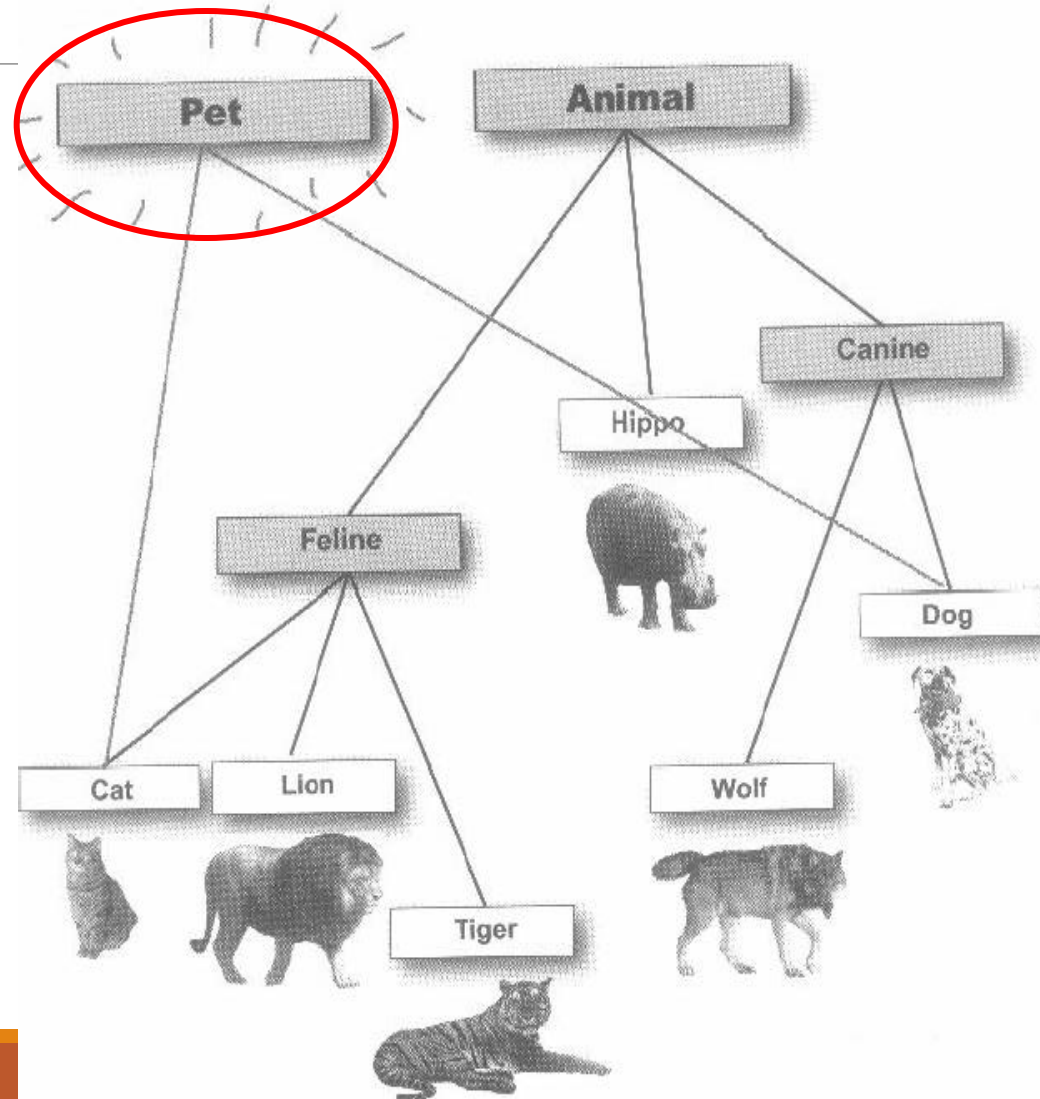 Pet
Animal
Canine
Hippo
Feline
Dog
Cat
Lion
Wolf
Tiger